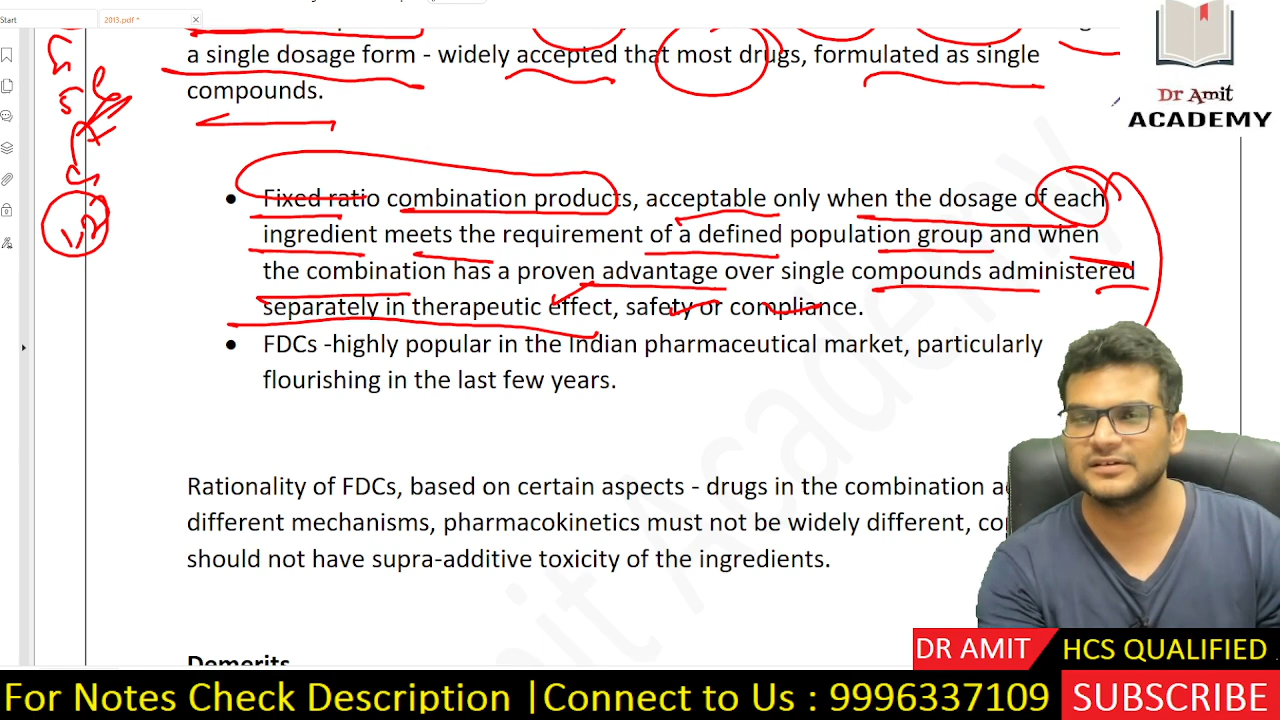 Start
2013.pdf *
a single dosage form - widely accepted that most drugs, formulated as single
compounds.
Dr Amit
ACADEMY
Fixed ratio combination products, acceptable only when the dosage of each
ingredient meets the requirement of a defined population group and when
the combination has a proven advantage over single compounds administered
separately in therapeutic effect, safety or compliance.
FDCs -highly popular in the Indian pharmaceutical market, particularly
flourishing in the last few years.
Rationality of FDCs, based on certain aspects - drugs in the combination
different mechanisms, pharmacokinetics must not be widely different,
should not have supra-additive toxicity of the ingredients.
Demerits
DR AMIT
HCS QUALIFIED
For Notes Check Description | Connect to Us : 9996337109
SUBSCRIBE